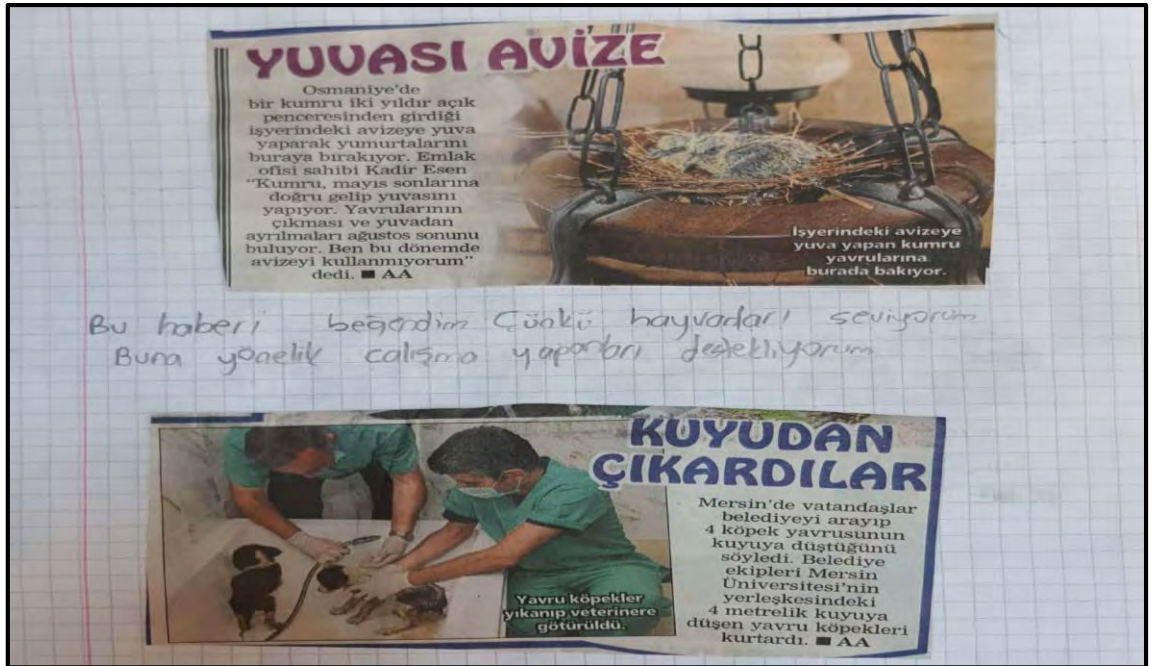 YUVASI AVİZE
Osmaniye'de
bir kumru iki yıldır açık
penceresinden girdiği
işyerindeki avizeye yuva
yaparak yumurtalarını
buraya bırakıyor. Emlak
ofisi sahibi Kadir Esen
“Kumru, mayıs sonlarına
doğru gelip yuvasını
yapıyor. Yavrularının
çıkması ve yuvadan
ayrılmaları ağustos sonunu
buluyor. Ben bu dönemde
avizeyi kullanmıyorum”
dedi. ■ AA
İşyerindeki avizeye
yuva yapan kumru
yavrularına
burada bakıyor.
Bu haberi beğendim Çünkü hayvanları seviyorum
Buna yönelik calışma yapanları destekliyorum
KUYUDAN
ÇIKARDILAR
Mersin'de vatandaşlar
belediyeyi arayıp
4 köpek yavrusunun
kuyuya düştüğünü
söyledi. Belediye
ekipleri Mersin
Üniversitesi'nin
yerleşkesindeki
4 metrelik kuyuya
düşen yavru köpekleri
kurtardı. ■ AA
Yavru köpekler
yıkanıp veterinere
götürüldü.